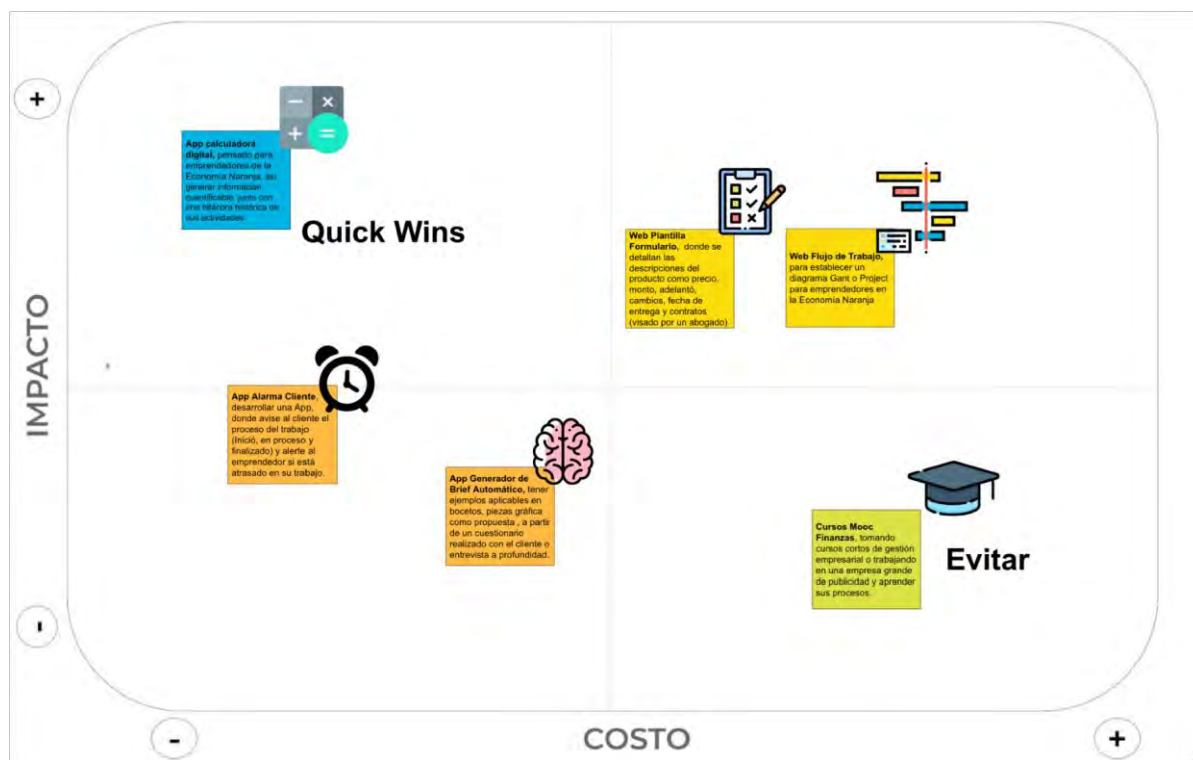 +
App calculadora
digital, pensado para
emprendedores de la
Economía Naranja, así
generar información
cuantificable, junto con
una bitácora histórica de
sus actividades.
Quick Wins
Web Plantilla
Formulario, donde se
detallan las
descripciones del
producto como precio,
monto, adelantó,
cambios, fecha de
entrega y contratos
(visado por un abogado)
Web Flujo de Trabajo,
para establecer un
diagrama Gant o Project
para emprendedores en
la Economía Naranja
IMPACTO
App Alarma Cliente,
desarrollar una App,
donde avise al cliente el
proceso del trabajo
(Inició, en proceso y
finalizado) y alerte al
emprendedor si está
atrasado en su trabajo.
App Generador de
Brief Automático, tener
ejemplos aplicables en
bocetos, piezas gráfica
como propuesta , a partir
de un cuestionario
realizado con el cliente o
entrevista a profundidad.
Cursos Mooc
Finanzas, tomando
cursos cortos de gestión
empresarial o trabajando
en una empresa grande
de publicidad y aprender
sus procesos.
Evitar
-
-
COSTO
+